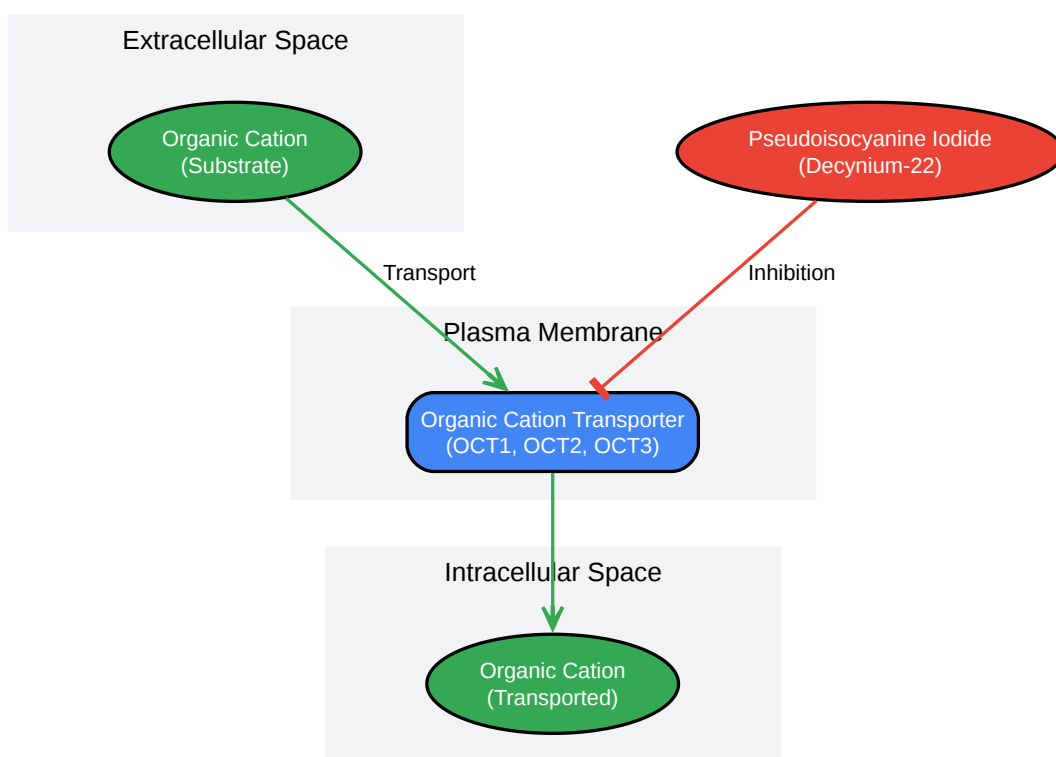 Extracellular Space
Organic Cation
(Substrate)
Pseudoisocyanine Iodide
(Decynium-22)
Transport
Inhibition
Plasma Membrane
Organic Cation Transporter
(OCT1, OCT2, OCT3)
Intracellular Space
Organic Cation
(Transported)